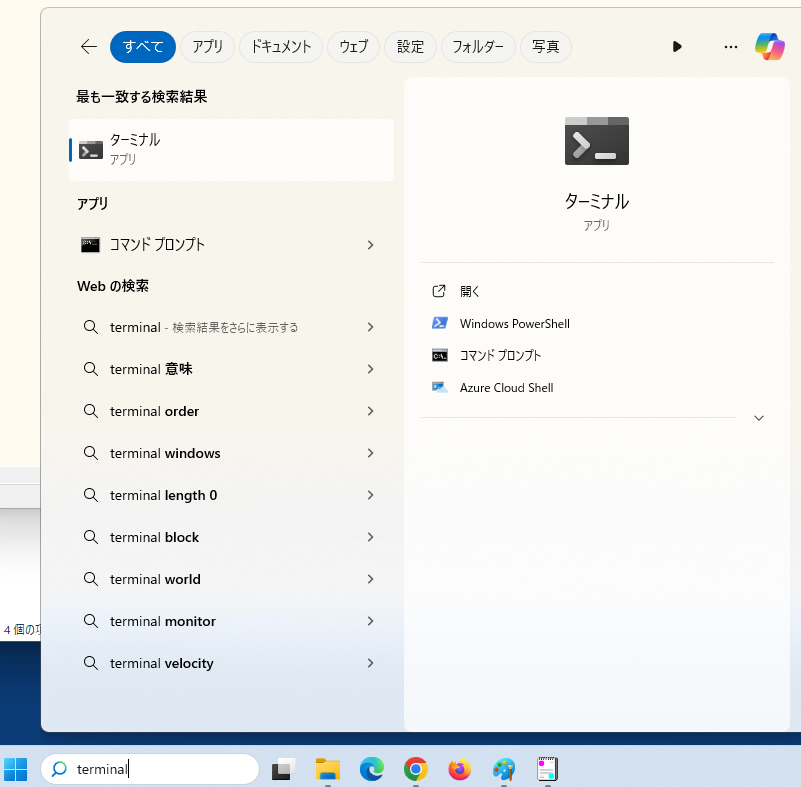 すべて アプリ ドキュメント ウェブ 設定 フォルダー 写真
最も一致する検索結果
ターミナル
アプリ
アプリ
コマンド プロンプト
Web の検索
terminal - 検索結果をさらに表示する
terminal 意味
terminal order
terminal windows
terminal length 0
terminal block
terminal world
terminal monitor
terminal velocity
ターミナル
アプリ
開く
Windows PowerShell
コマンド プロンプト
Azure Cloud Shell
4 個の
terminal